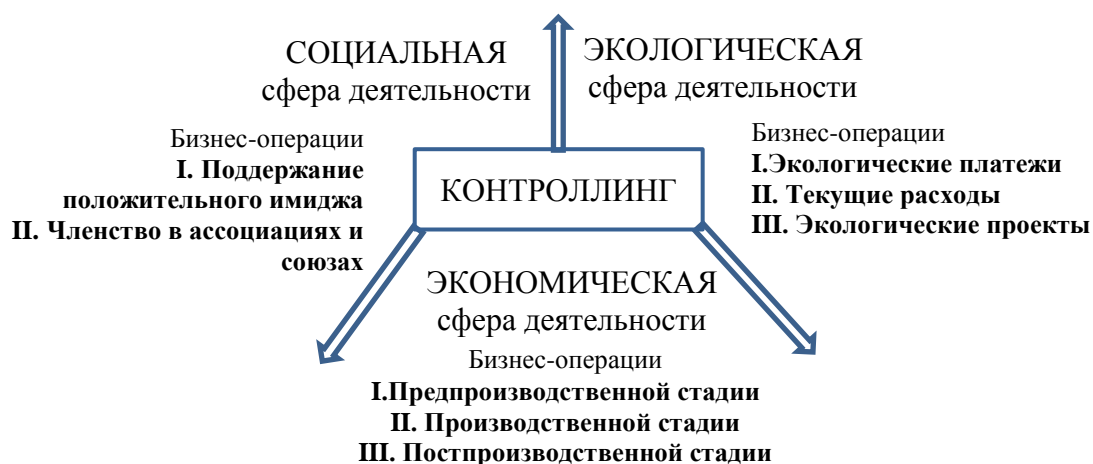 СОЦИАЛЬНАЯ
сфера деятельности
Бизнес-операции
I. Поддержание
положительного имиджа
II. Членство в ассоциациях и
союзах
ЭКОЛОГИЧЕСКАЯ
сфера деятельности
Бизнес-операции
I.Экологические платежи
II. Текущие расходы
III. Экологические проекты
КОНТРОЛЛИНГ
ЭКОНОМИЧЕСКАЯ
сфера деятельности
Бизнес-операции
I.Предпроизводственной стадии
II. Производственной стадии
III. Постпроизводственной стадии